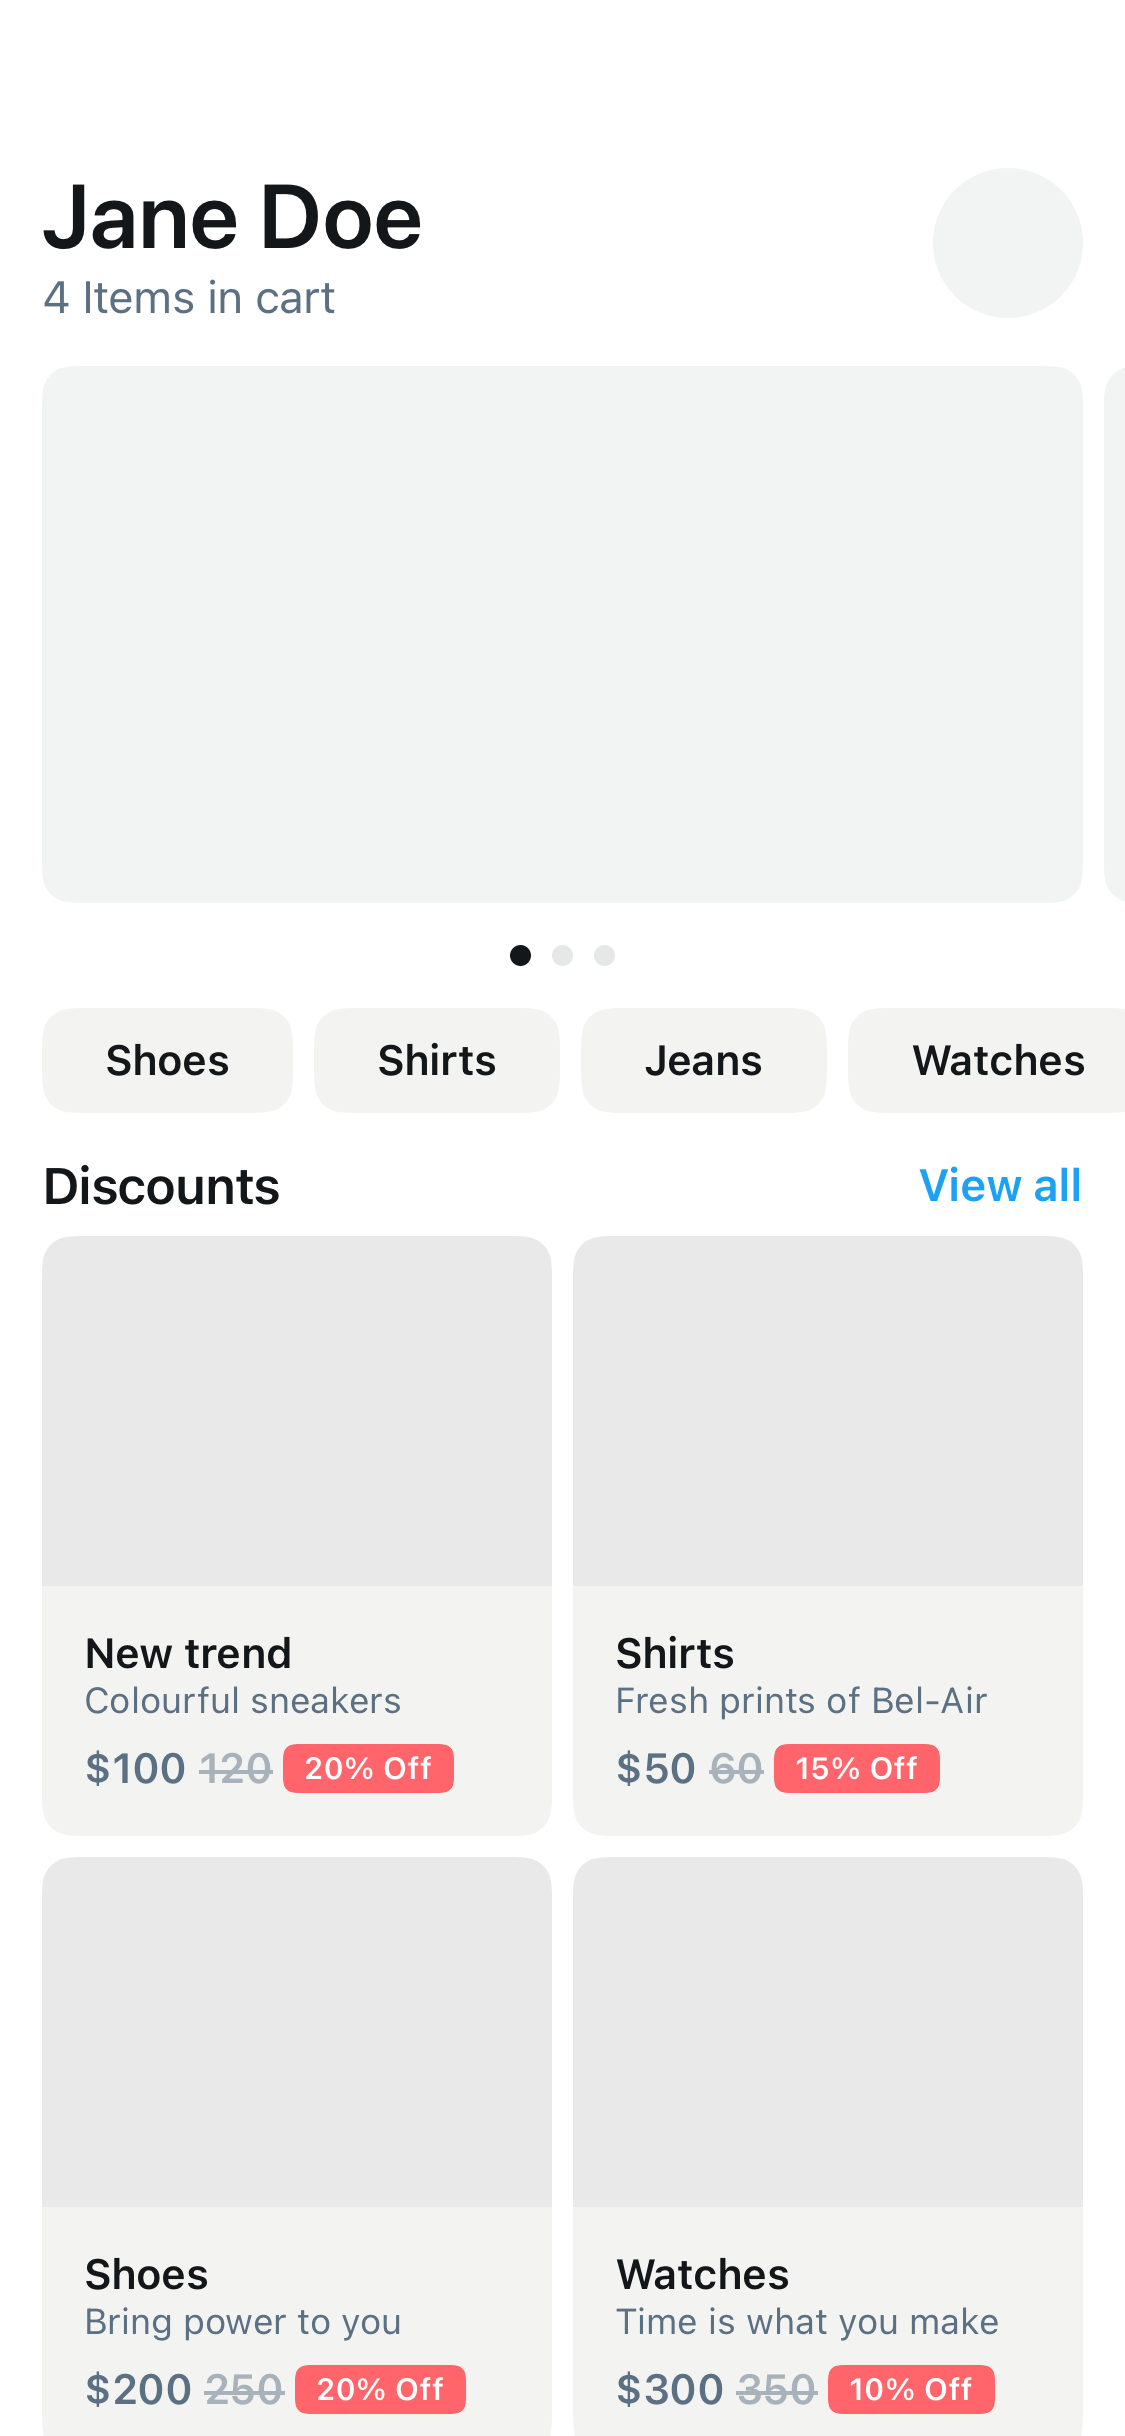 Jane Doe
4 Items in cart
Shoes
Shirts
Jeans
Watches
Discounts
View all
New trend
Colourful sneakers
$100 120 20% Off
Shirts
Fresh prints of Bel-Air
$50 60 15% Off
Shoes
Bring power to you
$200 250 20% Off
Watches
Time is what you make
$300 350 10% Off